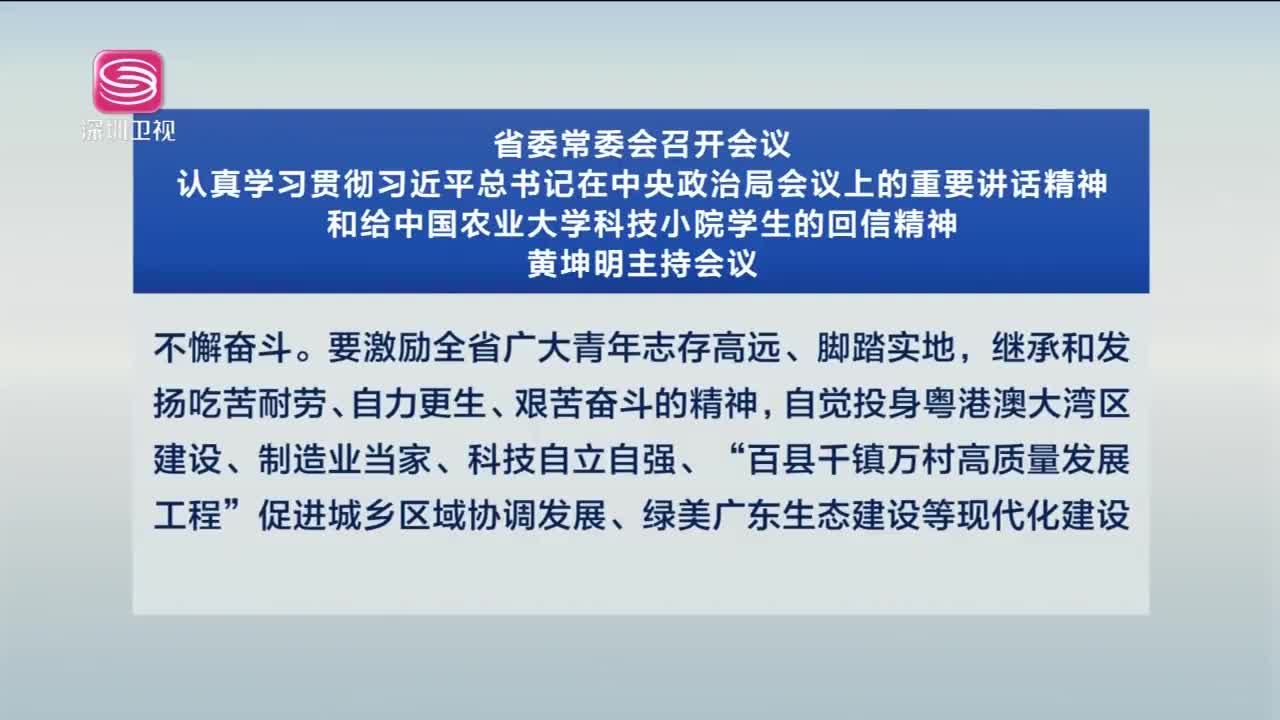 深圳卫视
省委常委会召开会议
认真学习贯彻习近平总书记在中央政治局会议上的重要讲话精神
和给中国农业大学科技小院学生的回信精神
黄坤明主持会议
不懈奋斗。要激励全省广大青年志存高远、脚踏实地，继承和发
扬吃苦耐劳、自力更生、艰苦奋斗的精神，自觉投身粤港澳大湾区
建设、制造业当家、科技自立自强、“百县千镇万村高质量发展
工程”促进城乡区域协调发展、绿美广东生态建设等现代化建设